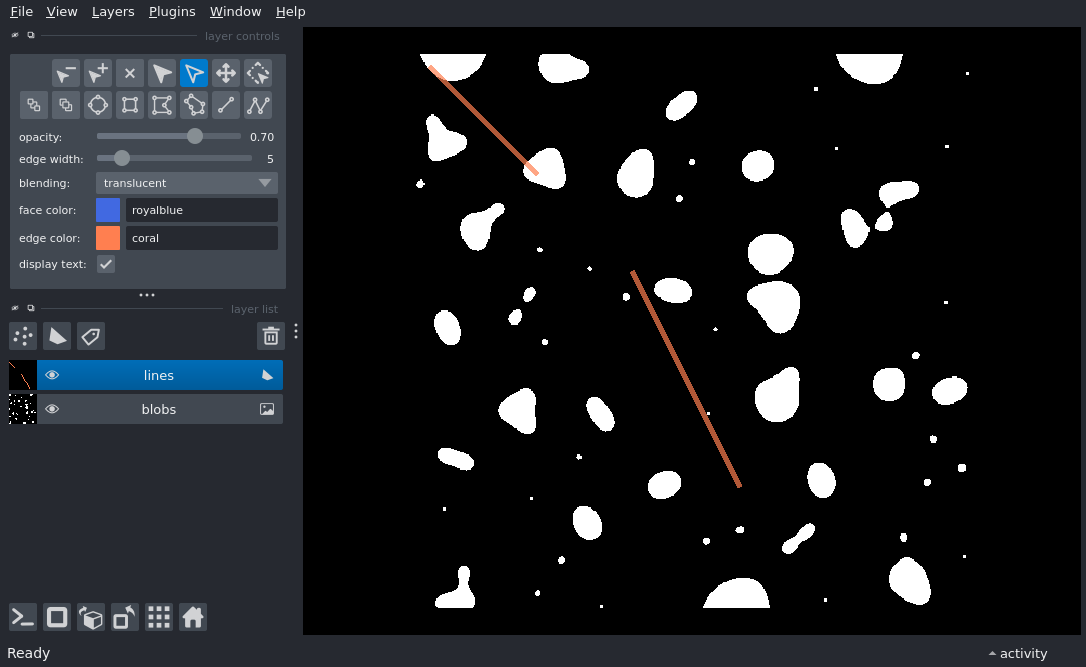 File View Layers Plugins Window Help
layer controls
opacity: 0.70
edge width: 5
blending: translucent
face color: royalblue
edge color: coral
display text:
layer list
lines
blobs
Ready activity